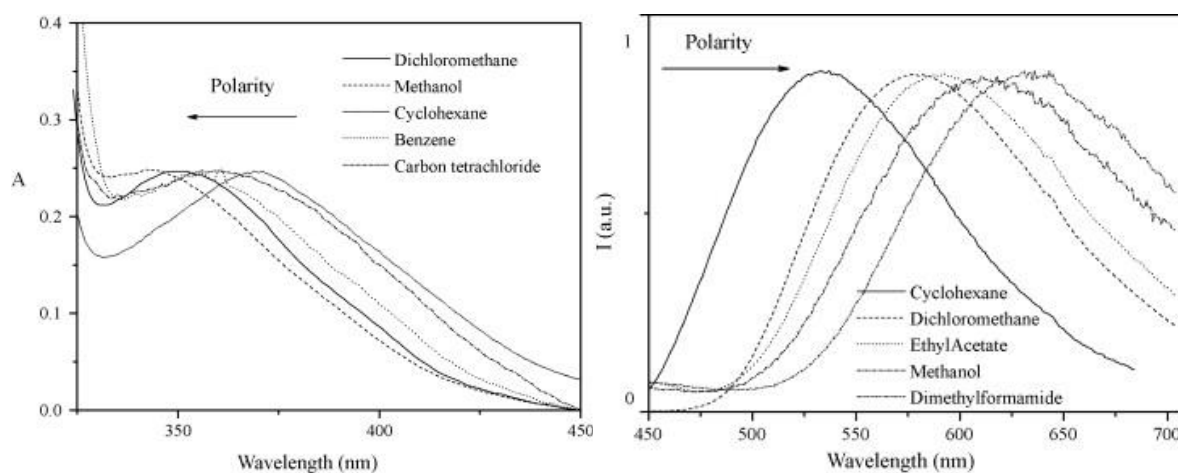 0.4
0.3
0.2
0.1
0.0
A
Polarity
Dichloromethane
Methanol
Cyclohexane
Benzene
Carbon tetrachloride
350
400
450
Wavelength (nm)
1
0
I (a.u.)
Polarity
Cyclohexane
Dichloromethane
EthylAcetate
Methanol
Dimethylformamide
450
500
550
600
650
700
Wavelength (nm)